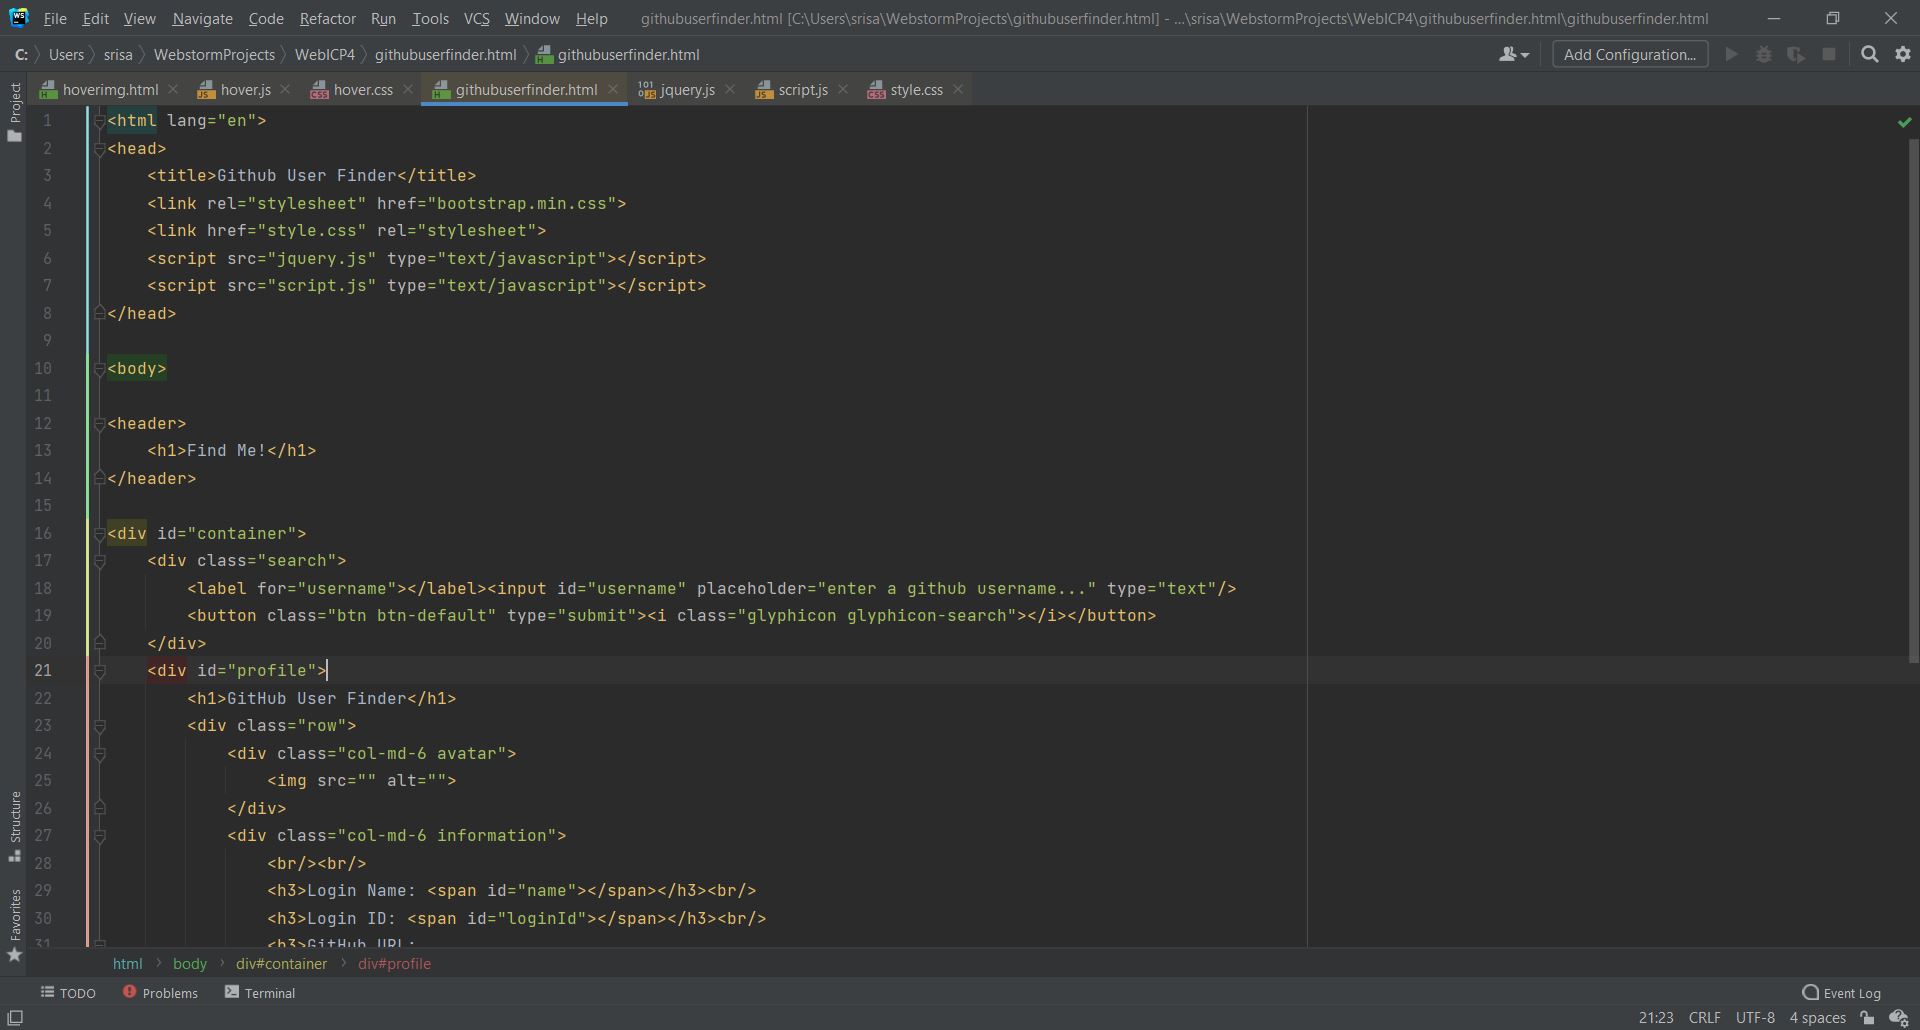 File Edit View Navigate Code Refactor Run Tools VCS Window Help githubuserfinder.html [C:\Users\srisa\WebstormProjects\githubuserfinder.html] - ...\srisa\WebstormProjects\WebICP4\githubuserfinder.html\githubuserfinder.html
C: Users srisa WebstormProjects WebICP4 githubuserfinder.html githubuserfinder.html Add Configuration...
hoverimg.html hover.js hover.css githubuserfinder.html jquery.js script.js style.css
Project
1 <html lang="en">
2 <head>
3 <title>Github User Finder</title>
4 <link rel="stylesheet" href="bootstrap.min.css">
5 <link href="style.css" rel="stylesheet">
6 <script src="jquery.js" type="text/javascript"></script>
7 <script src="script.js" type="text/javascript"></script>
8 </head>
9
10 <body>
11
12 <header>
13 <h1>Find Me!</h1>
14 </header>
15
16 <div id="container">
17 <div class="search">
18 <label for="username"></label><input id="username" placeholder="enter a github username..." type="text"/>
19 <button class="btn btn-default" type="submit"><i class="glyphicon glyphicon-search"></i></button>
20 </div>
21 <div id="profile">
22 <h1>GitHub User Finder</h1>
23 <div class="row">
24 <div class="col-md-6 avatar">
25 <img src="" alt="">
26 </div>
27 <div class="col-md-6 information">
28 <br/><br/>
29 <h3>Login Name: <span id="name"></span></h3><br/>
30 <h3>Login ID: <span id="loginId"></span></h3><br/>
31 <h3>GitHub URL:
Structure
Favorites
html body div#container div#profile
TODO Problems Terminal Event Log
21:23 CRLF UTF-8 4 spaces